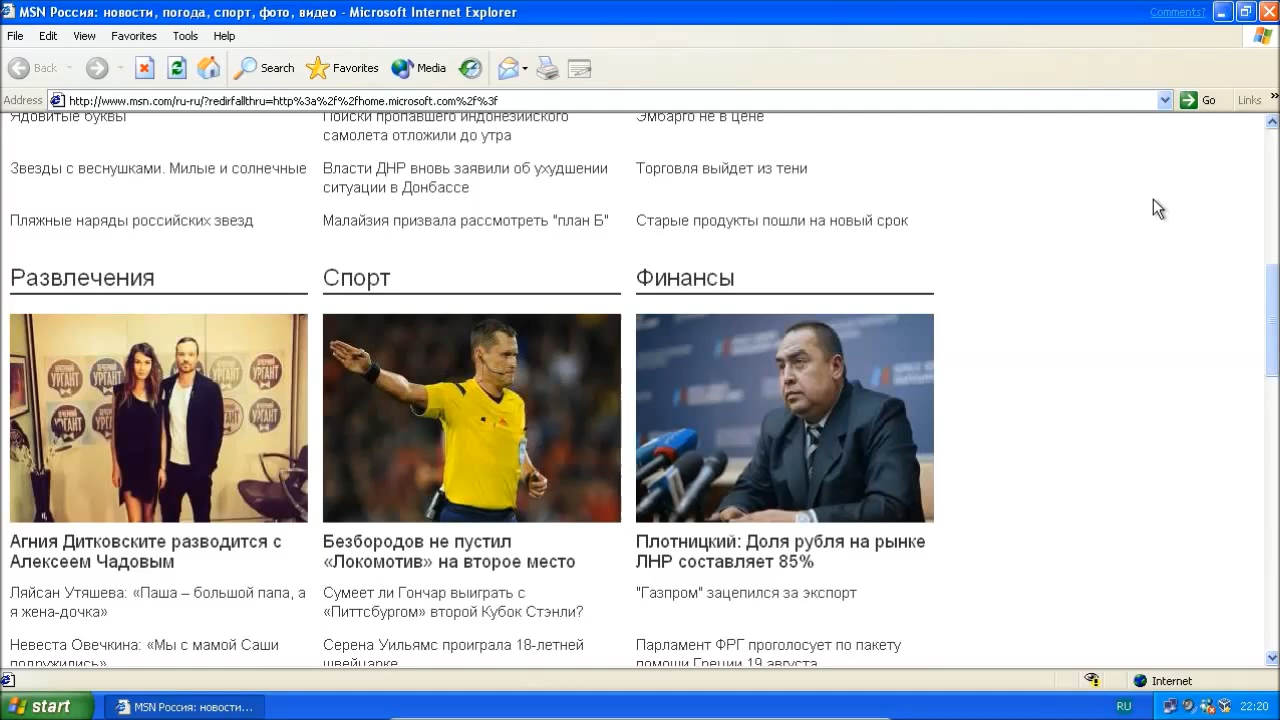 MSN Россия: новости, погода, спорт, фото, видео - Microsoft Internet Explorer
Comments?
File Edit View Favorites Tools Help
Back Search Favorites Media
Address http://www.msn.com/ru-ru/?redirfallthru=http%3a%2f%2fhome.microsoft.com%2f%3f Go Links »
Ядовитые буквы
Поиски пропавшего индонезийского
самолета отложили до утра
Эмбарго не в цене
Звезды с веснушками. Милые и солнечные
Власти ДНР вновь заявили об ухудшении
ситуации в Донбассе
Торговля выйдет из тени
Пляжные наряды российских звезд
Малайзия призвала рассмотреть "план Б"
Старые продукты пошли на новый срок
Развлечения
ВЕЧЕРНИЙ
УРГАНТ
Агния Дитковските разводится с
Алексеем Чадовым
Ляйсан Утяшева: «Паша – большой папа, а
я жена-дочка»
Невеста Овечкина: «Мы с мамой Саши
подружились»
Спорт
Безбородов не пустил
«Локомотив» на второе место
Сумеет ли Гончар выиграть с
«Питтсбургом» второй Кубок Стэнли?
Серена Уильямс проиграла 18-летней
швейцарке
Финансы
Плотницкий: Доля рубля на рынке
ЛНР составляет 85%
"Газпром" зацепился за экспорт
Парламент ФРГ проголосует по пакету
помощи Греции 19 августа
Internet
start MSN Россия: новости... RU 22:20